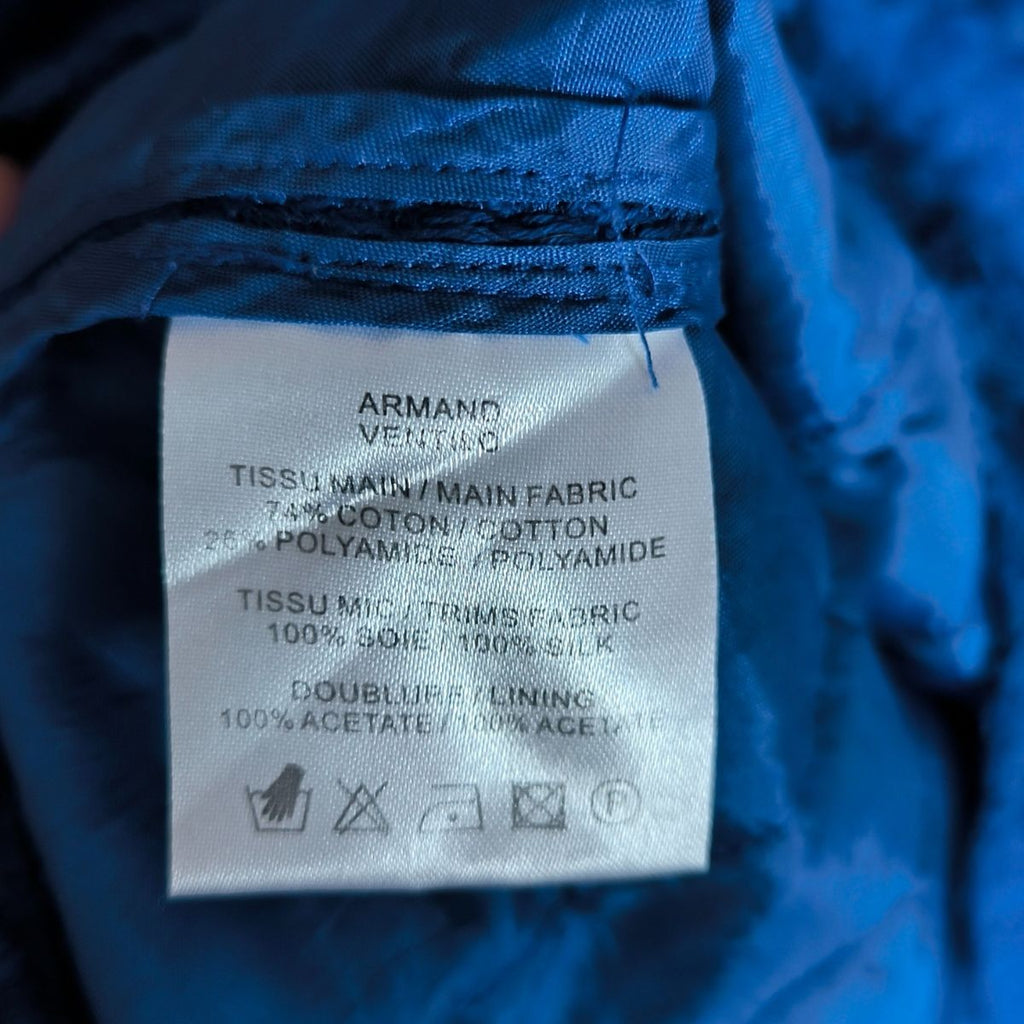 ARMAND
VENTILO
TISSU MAIN / MAIN FABRIC
74% COTON / COTTON
26% POLYAMIDE / POLYAMIDE
TISSU MIC / TRIMS FABRIC
100% SOIE / 100% SILK
DOUBLURE / LINING
100% ACETATE / 100% ACETATE
P